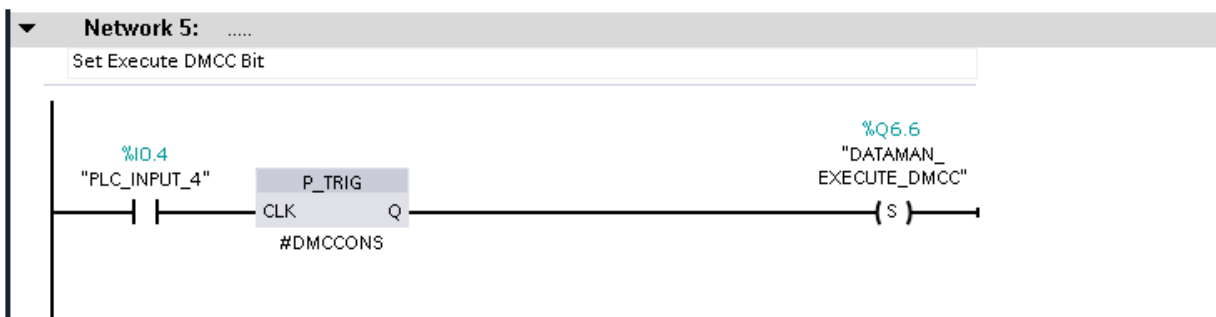 Network 5: .....
Set Execute DMCC Bit
%I0.4
"PLC_INPUT_4"
P_TRIG
CLK Q
#DMCCONS
%Q6.6
"DATAMAN_
EXECUTE_DMCC"
( S )